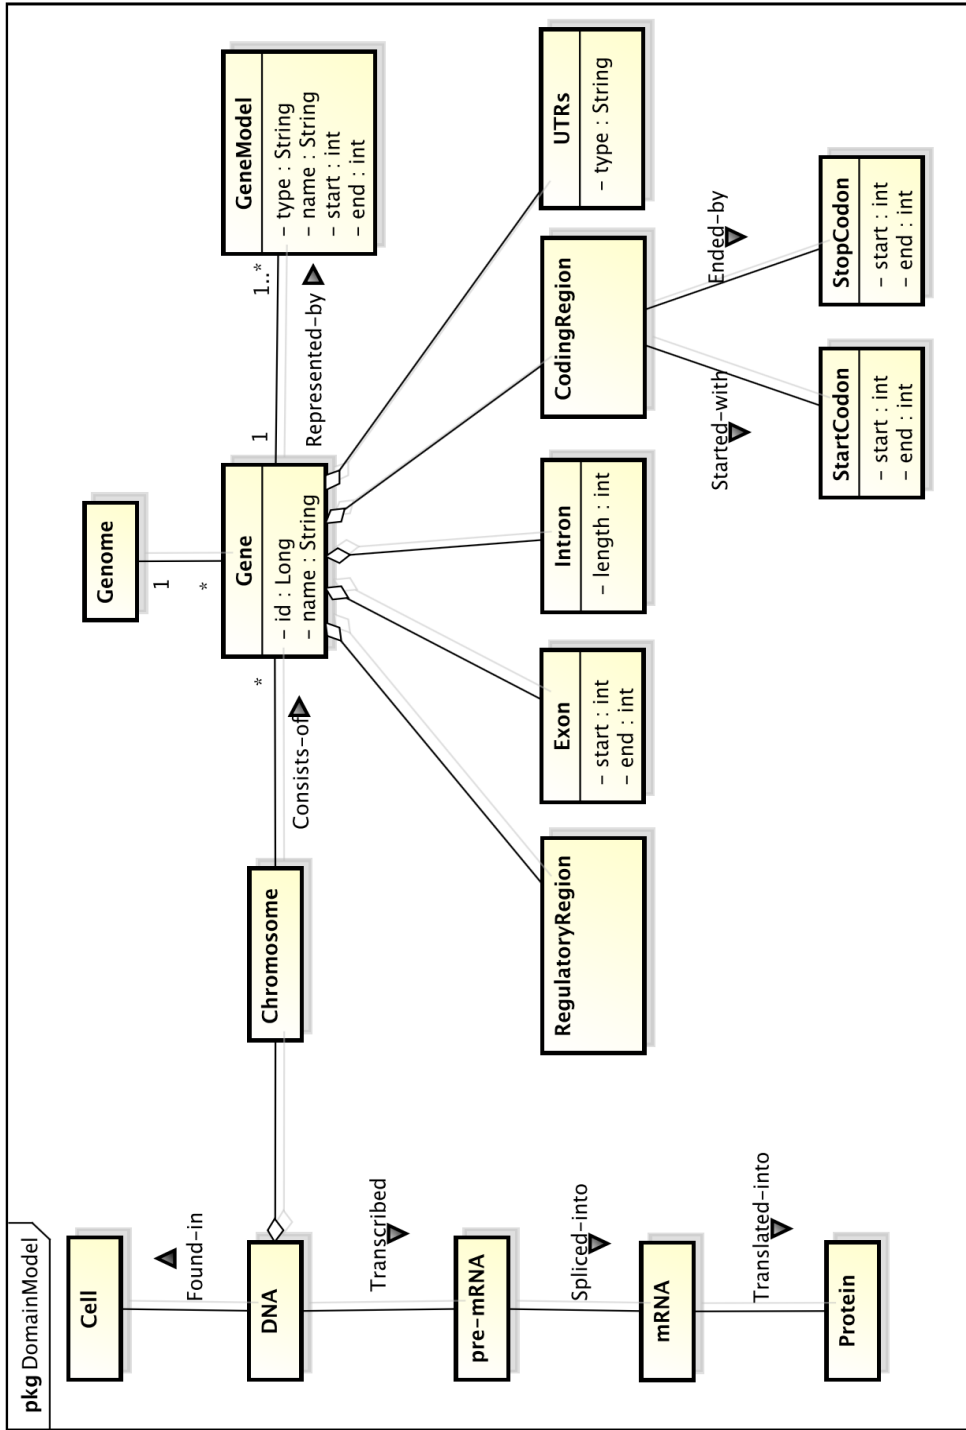 pkg DomainModel
Cell
Found-in
DNA
Transcribed
pre-mRNA
Spliced-into
mRNA
Translated-into
Protein
Chromosome
Consists-of
*
Genome
1
*
Gene
- id : Long
- name : String
1
1..*
Represented-by
GeneModel
- type : String
- name : String
- start : int
- end : int
RegulatoryRegion
Exon
- start : int
- end : int
Intron
- length : int
CodingRegion
UTRs
- type : String
Started-with
Ended-by
StartCodon
- start : int
- end : int
StopCodon
- start : int
- end : int